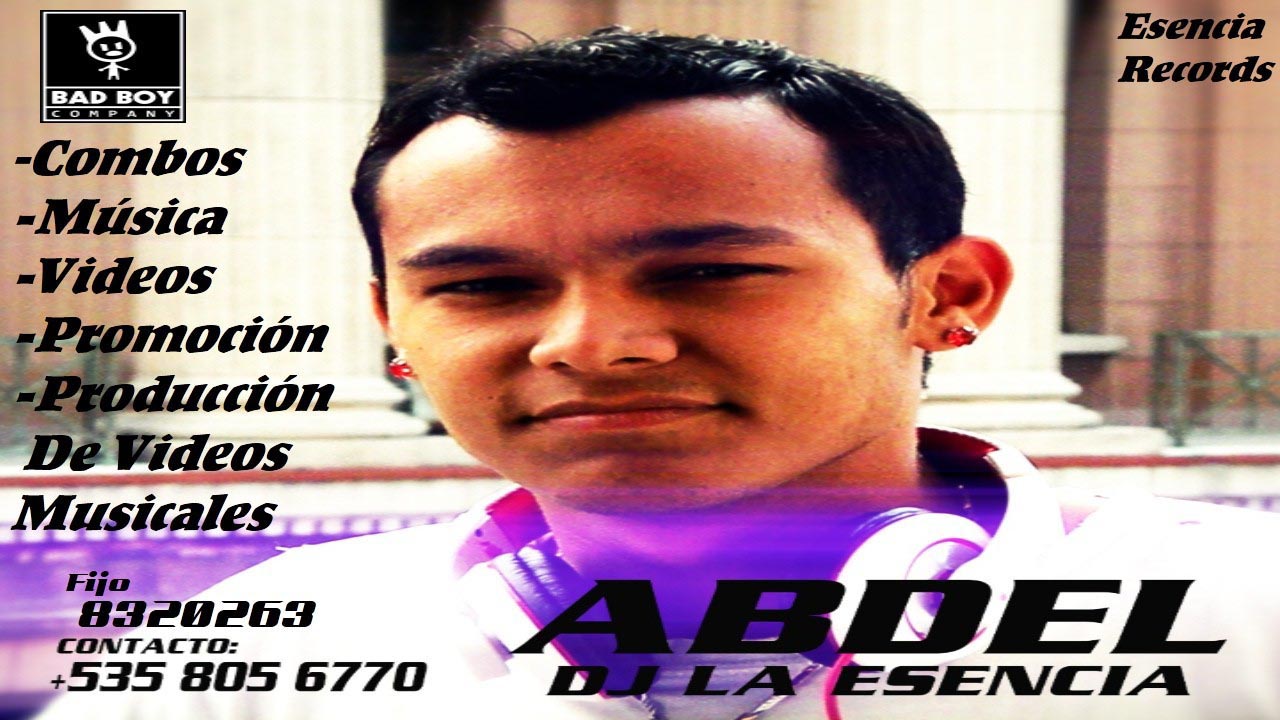 BAD BOY
COMPANY
Esencia
Records
-Combos
-Música
-Videos
-Promoción
-Producción
De Videos
Musicales
Fijo
8320263
CONTACTO:
+535 805 6770
ABDEL
DJ LA ESENCIA